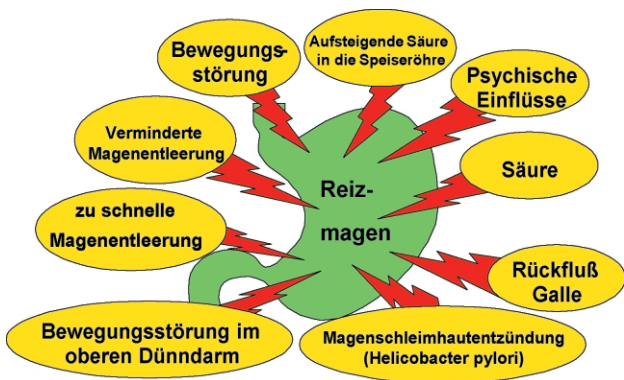 Bewegungs-
störung
Aufsteigende Säure
in die Speiseröhre
Psychische
Einflüsse
Verminderte
Magenentleerung
Säure
Reiz-
magen
zu schnelle
Magenentleerung
Rückfluß
Galle
Bewegungsstörung im
oberen Dünndarm
Magenschleimhautentzündung
(Helicobacter pylori)